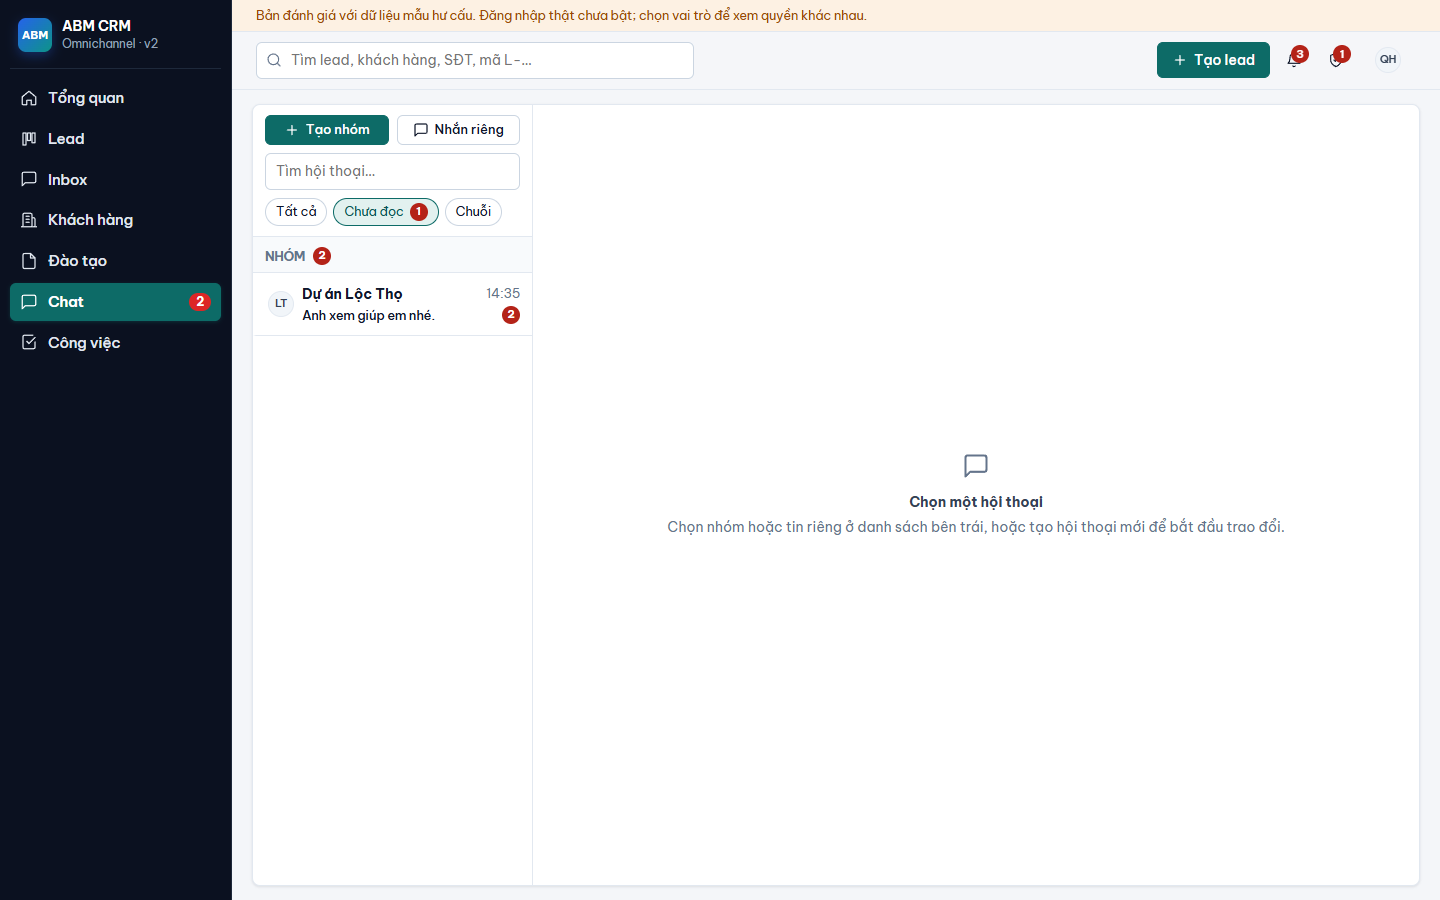 ABM
ABM CRM
Omnichannel · v2
Tổng quan
Lead
Inbox
Khách hàng
Đào tạo
Chat 2
Công việc
Bản đánh giá với dữ liệu mẫu hư cấu. Đăng nhập thật chưa bật; chọn vai trò để xem quyền khác nhau.
Tìm lead, khách hàng, SĐT, mã L-...
Tạo lead
3
1
QH
Tạo nhóm
Nhắn riêng
Tìm hội thoại...
Tất cả
Chưa đọc 1
Chuỗi
NHÓM 2
LT
Dự án Lộc Thọ 14:35
Anh xem giúp em nhé. 2
Chọn một hội thoại
Chọn nhóm hoặc tin riêng ở danh sách bên trái, hoặc tạo hội thoại mới để bắt đầu trao đổi.